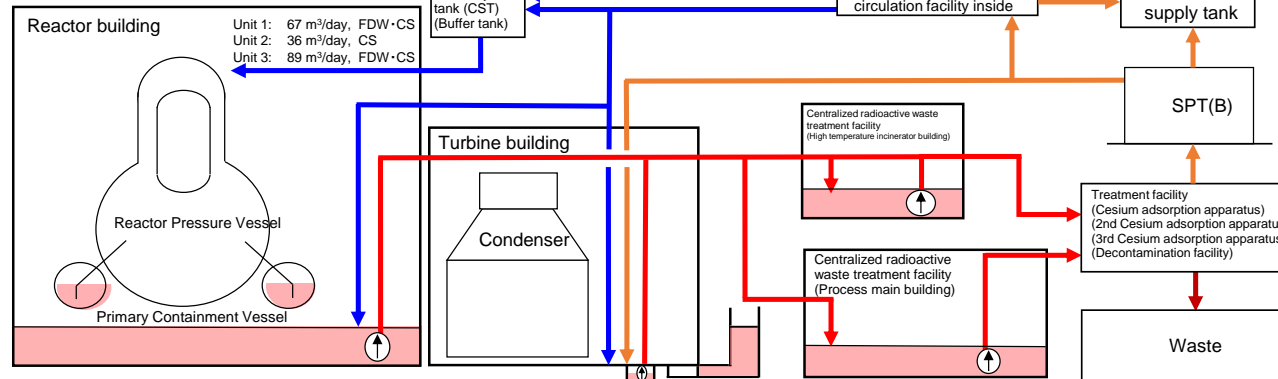 Reactor building
Unit 1: 67 m³/day, FDW・CS
Unit 2: 36 m³/day, CS
Unit 3: 89 m³/day, FDW・CS
tank (CST)
(Buffer tank)
circulation facility inside
supply tank
SPT(B)
Turbine building
Centralized radioactive waste
treatment facility
(High temperature incinerator building)
Reactor Pressure Vessel
Condenser
Treatment facility
(Cesium adsorption apparatus)
(2nd Cesium adsorption apparatus
(3rd Cesium adsorption apparatus
(Decontamination facility)
Centralized radioactive
waste treatment facility
(Process main building)
Primary Containment Vessel
Waste